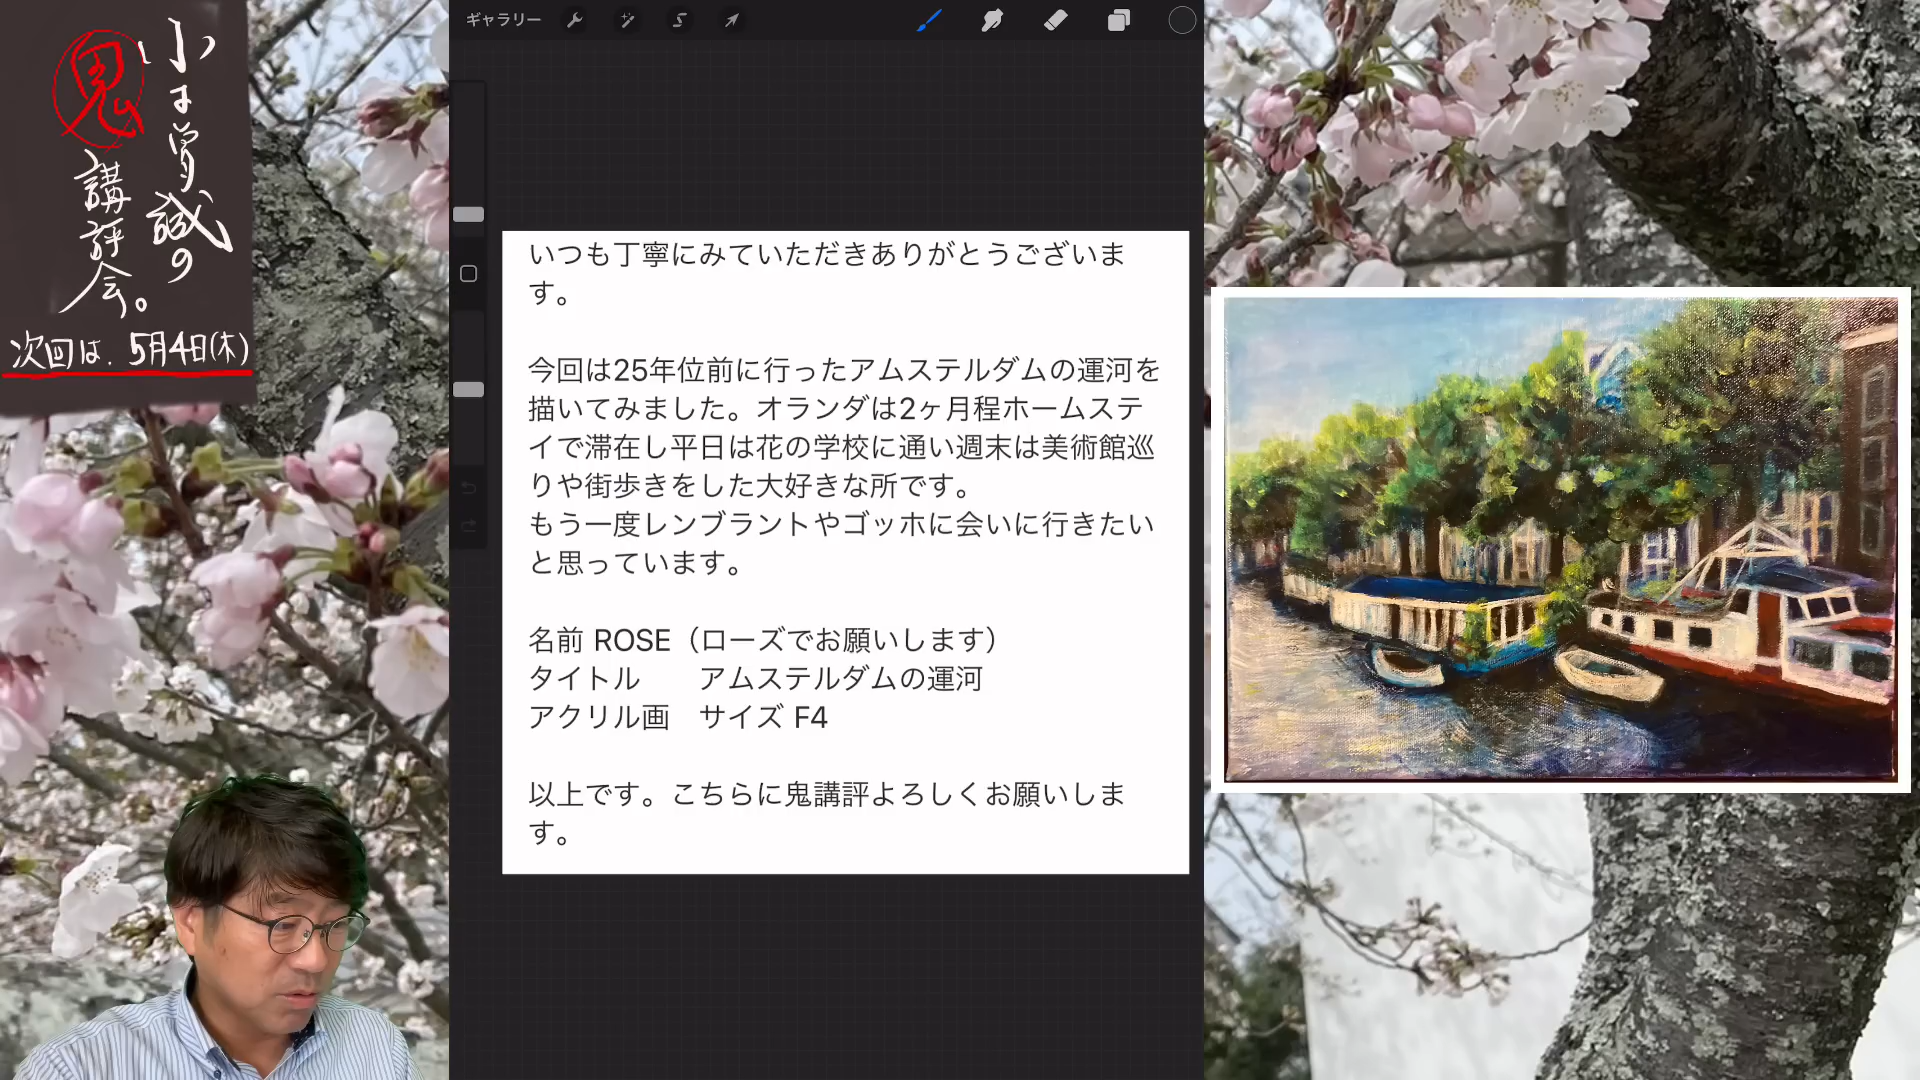 小木曽誠の
鬼講評会。
次回は、5月4日(木)
ギャラリー
いつも丁寧にみていただきありがとうございま
す。
今回は25年位前に行ったアムステルダムの運河を
描いてみました。オランダは2ヶ月程ホームステ
イで滞在し平日は花の学校に通い週末は美術館巡
りや街歩きをした大好きな所です。
もう一度レンブラントやゴッホに会いに行きたい
と思っています。
名前 ROSE（ローズでお願いします）
タイトル　　アムステルダムの運河
アクリル画　サイズ F4
以上です。こちらに鬼講評よろしくお願いしま
す。